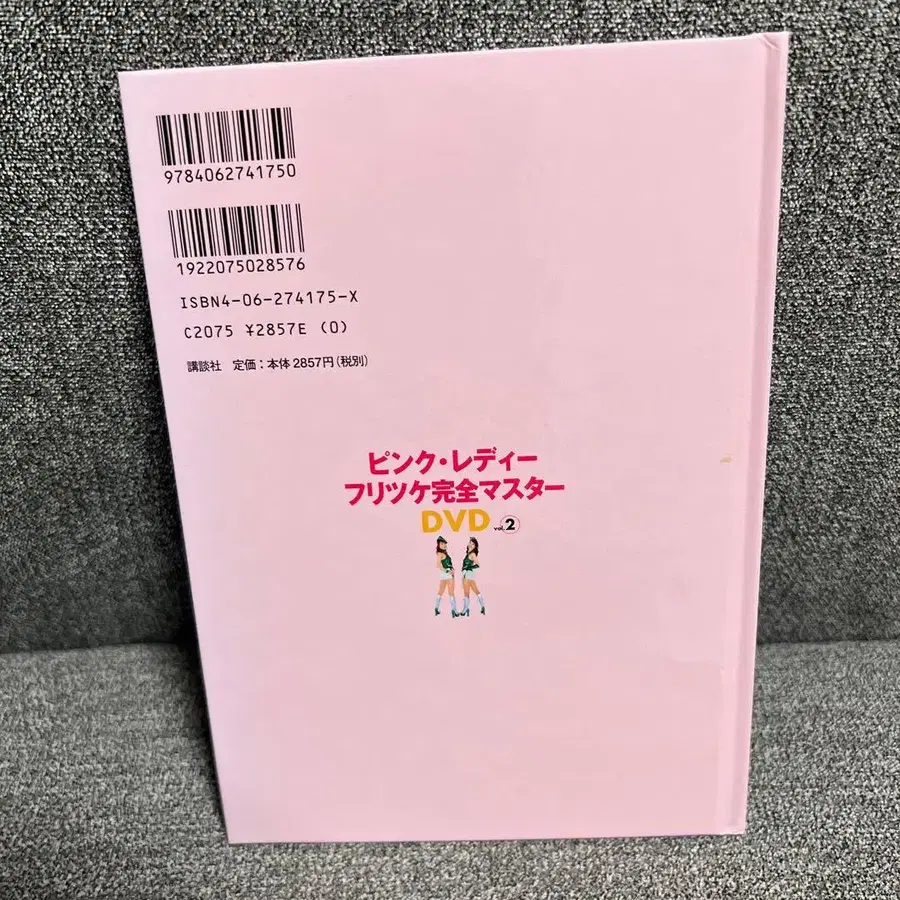 9784062741750
1922075028576
ISBN4-06-274175-X
C2075 ¥2857E (0)
講談社 定価：本体2857円（税別）
ピンク・レディー
フリツケ完全マスター
DVD vol.2